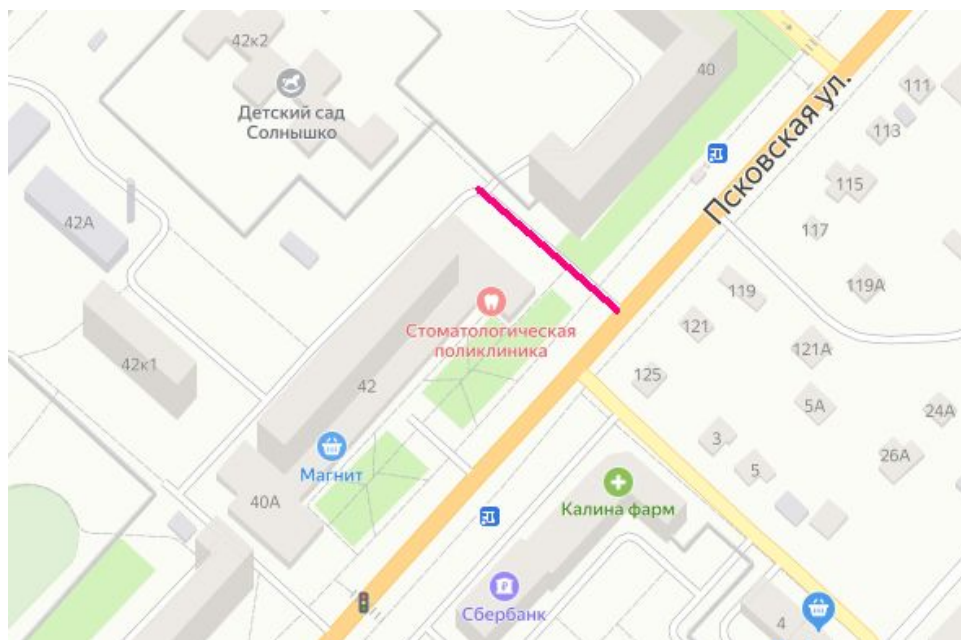 42к2
40
Детский сад
Солнышко
Псковская ул.
111
113
115
117
42А
119
119А
Стоматологическая
поликлиника
121
121А
42к1
42
125
5А
24А
3
26А
5
Магнит
40А
Калина фарм
Сбербанк
4